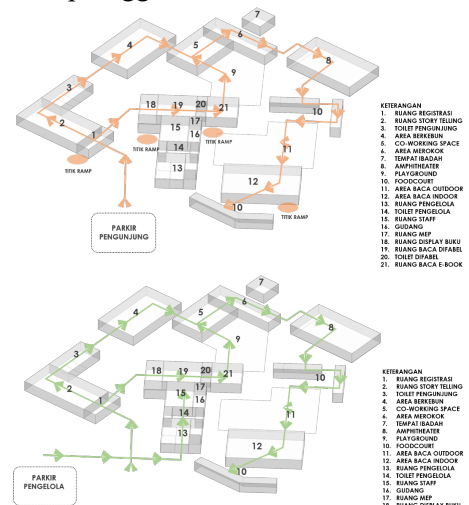 7
4
6
5
8
3
9
18
19
20
21
10
2
15
16
17
1
TITIK RAMP
TITIK RAMP
14
11
TITIK RAMP
13
12
10
TITIK RAMP
PARKIR
PENGUNJUNG
KETERANGAN
1. RUANG REGISTRASI
2. RUANG STORY TELLING
3. TOILET PENGUNJUNG
4. AREA BERKEBUN
5. CO-WORKING SPACE
6. AREA MEROKOK
7. TEMPAT IBADAH
8. AMPHITHEATER
9. PLAYGROUND
10. FOODCOURT
11. AREA BACA OUTDOOR
12. AREA BACA INDOOR
13. RUANG PENGELOLA
14. TOILET PENGELOLA
15. RUANG STAFF
16. GUDANG
17. RUANG MEP
18. RUANG DISPLAY BUKU
19. RUANG BACA DIFABEL
20. TOILET DIFABEL
21. RUANG BACA E-BOOK
7
4
6
5
8
3
9
18
19
20
21
10
2
17
15
16
1
14
11
13
12
10
PARKIR
PENGELOLA
KETERANGAN
1. RUANG REGISTRASI
2. RUANG STORY TELLING
3. TOILET PENGUNJUNG
4. AREA BERKEBUN
5. CO-WORKING SPACE
6. AREA MEROKOK
7. TEMPAT IBADAH
8. AMPHITHEATER
9. PLAYGROUND
10. FOODCOURT
11. AREA BACA OUTDOOR
12. AREA BACA INDOOR
13. RUANG PENGELOLA
14. TOILET PENGELOLA
15. RUANG STAFF
16. GUDANG
17. RUANG MEP
18. RUANG DISPLAY BUKU